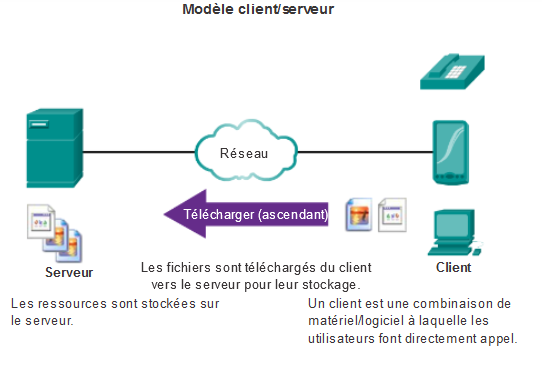 Modèle client/serveur
Réseau
Télécharger (ascendant)
Serveur
Les fichiers sont téléchargés du client
vers le serveur pour leur stockage.
Client
Les ressources sont stockées sur
le serveur.
Un client est une combinaison de
matériel/logiciel à laquelle les
utilisateurs font directement appel.